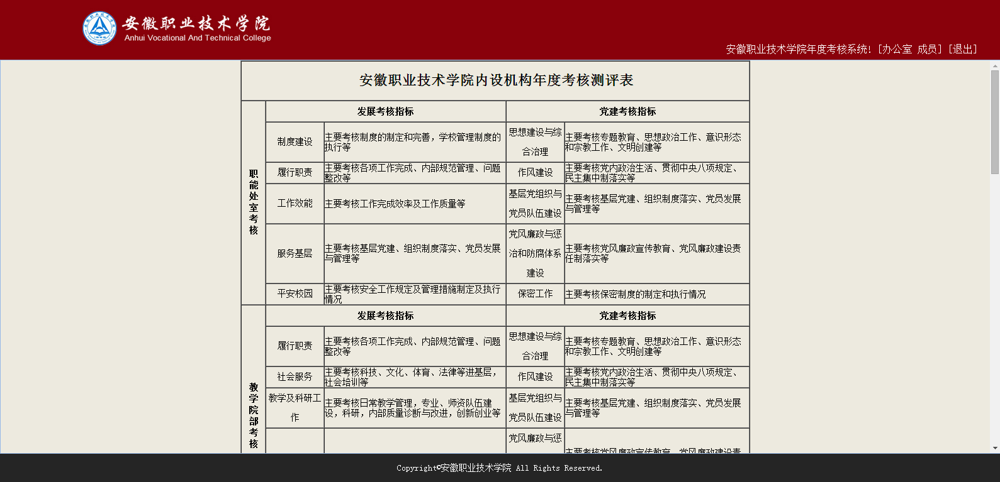 安徽职业技术学院
Anhui Vocational And Technical College
安徽职业技术学院年度考核系统! [办公室 成员] [退出]
安徽职业技术学院内设机构年度考核测评表
职能处室考核
发展考核指标
党建考核指标
制度建设
主要考核制度的制定和完善，学校管理制度的
执行等
思想建设与综
合治理
主要考核专题教育、思想政治工作、意识形态
和宗教工作、文明创建等
履行职责
主要考核各项工作完成、内部规范管理、问题
整改等
作风建设
主要考核党内政治生活、贯彻中央八项规定、
民主集中制落实等
工作效能
主要考核工作完成效率及工作质量等
基层党组织与
党员队伍建设
主要考核基层党建、组织制度落实、党员发展
与管理等
服务基层
主要考核基层党建、组织制度落实、党员发展
与管理等
党风廉政与惩
治和防腐体系
建设
主要考核党风廉政宣传教育、党风廉政建设责
任制落实等
平安校园
主要考核安全工作规定及管理措施制定及执行
情况
保密工作
主要考核保密制度的制定和执行情况
教学院部考核
发展考核指标
党建考核指标
履行职责
主要考核各项工作完成、内部规范管理、问题
整改等
思想建设与综
合治理
主要考核专题教育、思想政治工作、意识形态
和宗教工作、文明创建等
社会服务
主要考核科技、文化、体育、法律等进基层，
社会培训等
作风建设
主要考核党内政治生活、贯彻中央八项规定、
民主集中制落实等
教学及科研工
作
主要考核日常教学管理，专业、师资队伍建
设，科研，内部质量诊断与改进，创新创业等
基层党组织与
党员队伍建设
主要考核基层党建、组织制度落实、党员发展
与管理等
党风廉政与惩
主要考核党风廉政宣传教育、党风廉政建设责
Copyright©安徽职业技术学院 All Rights Reserved.